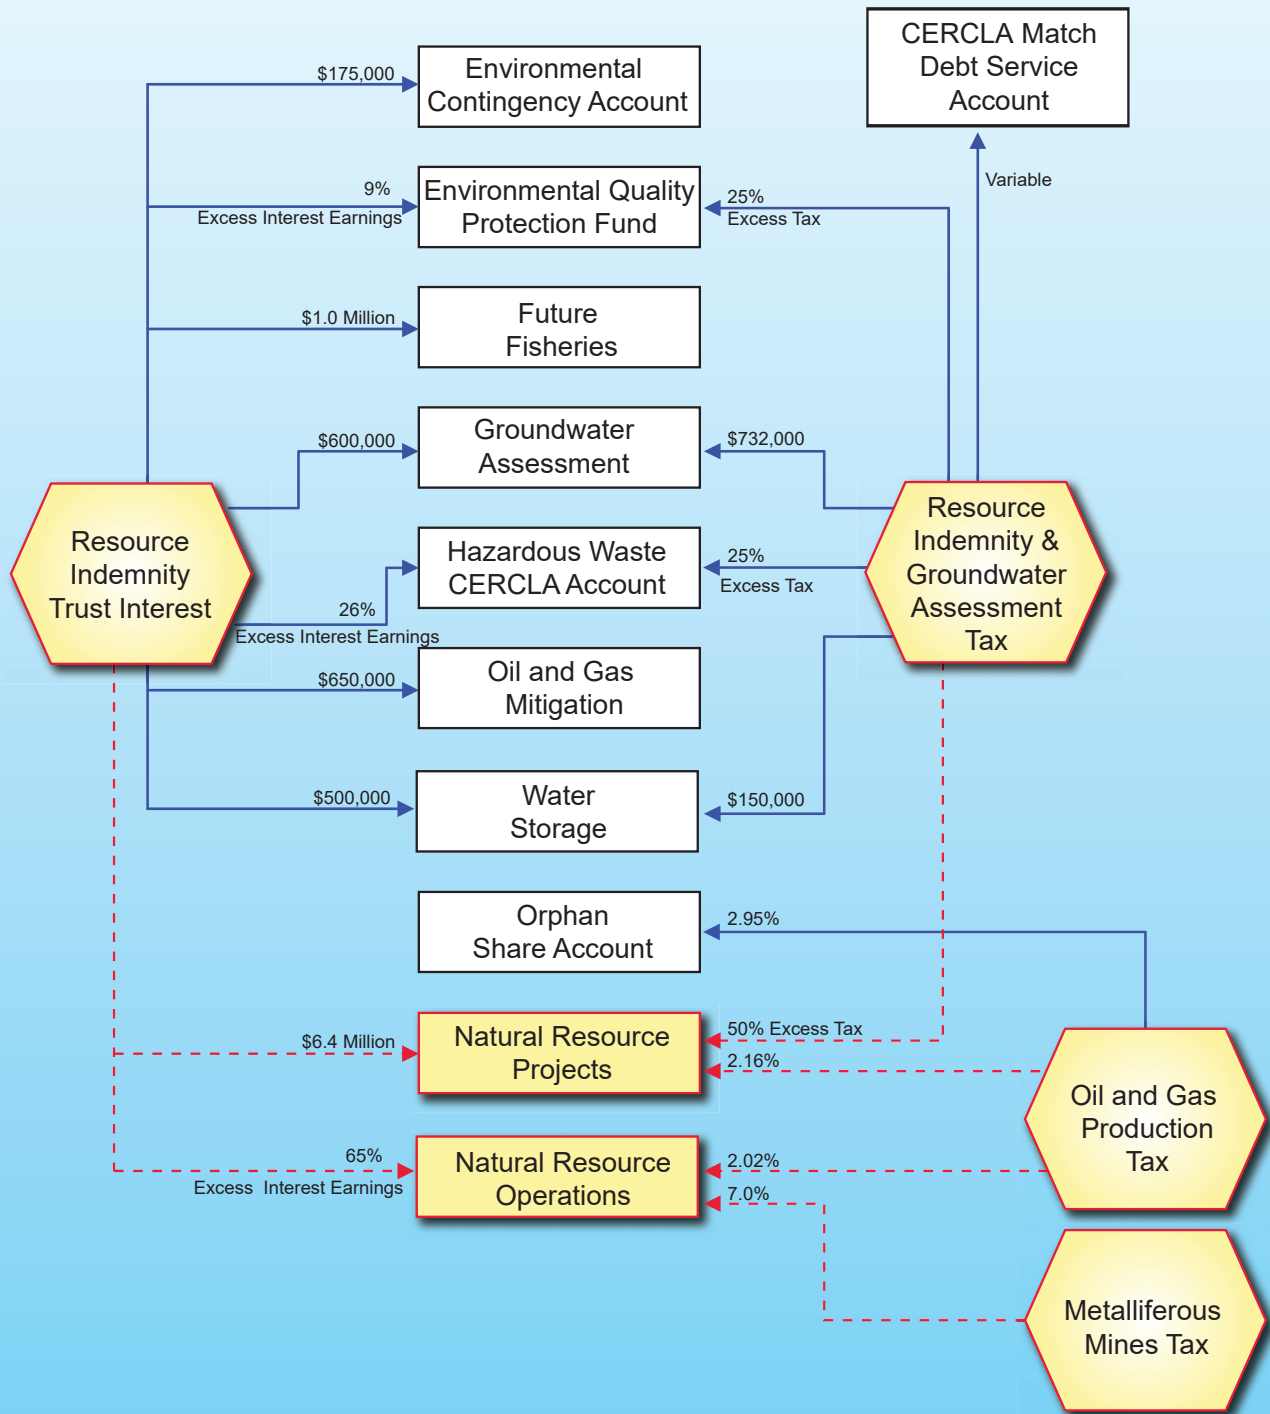 CERCLA Match
Debt Service
Account
$175,000
Environmental
Contingency Account
Variable
9%
Excess Interest Earnings
Environmental Quality
Protection Fund
25%
Excess Tax
$1.0 Million
Future
Fisheries
$600,000
Groundwater
Assessment
$732,000
Resource
Indemnity
Trust Interest
Resource
Indemnity &
Groundwater
Assessment
Tax
Hazardous Waste
CERCLA Account
25%
Excess Tax
26%
Excess Interest Earnings
$650,000
Oil and Gas
Mitigation
$500,000
Water
Storage
$150,000
Orphan
Share Account
2.95%
$6.4 Million
Natural Resource
Projects
50% Excess Tax
2.16%
Oil and Gas
Production
Tax
65%
Excess Interest Earnings
Natural Resource
Operations
2.02%
7.0%
Metalliferous
Mines Tax